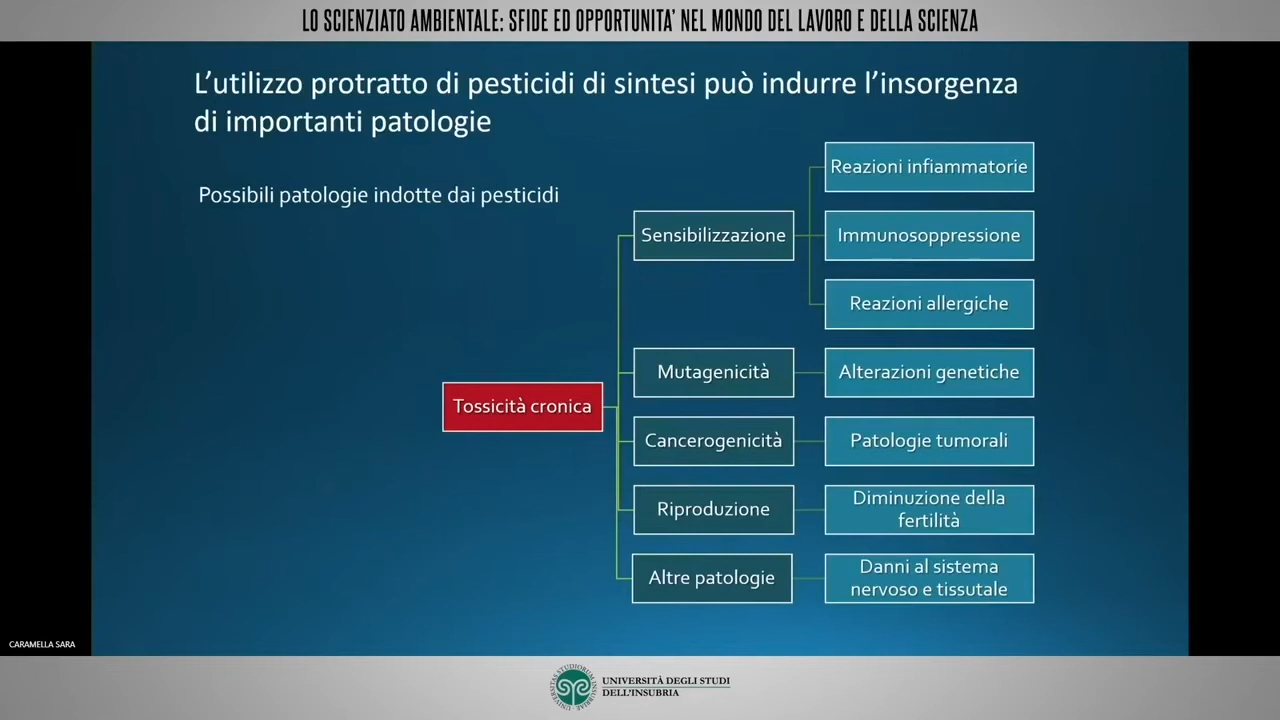 LO SCIENZIATO AMBIENTALE: SFIDE ED OPPORTUNITA' NEL MONDO DEL LAVORO E DELLA SCIENZA
L'utilizzo protratto di pesticidi di sintesi può indurre l'insorgenza
di importanti patologie
Possibili patologie indotte dai pesticidi
Tossicità cronica
Sensibilizzazione
Reazioni infiammatorie
Immunosoppressione
Reazioni allergiche
Mutagenicità
Alterazioni genetiche
Cancerogenicità
Patologie tumorali
Riproduzione
Diminuzione della
fertilità
Altre patologie
Danni al sistema
nervoso e tissutale
CARAMELLA SARA
UNIVERSITÀ DEGLI STUDI
DELL'INSUBRIA